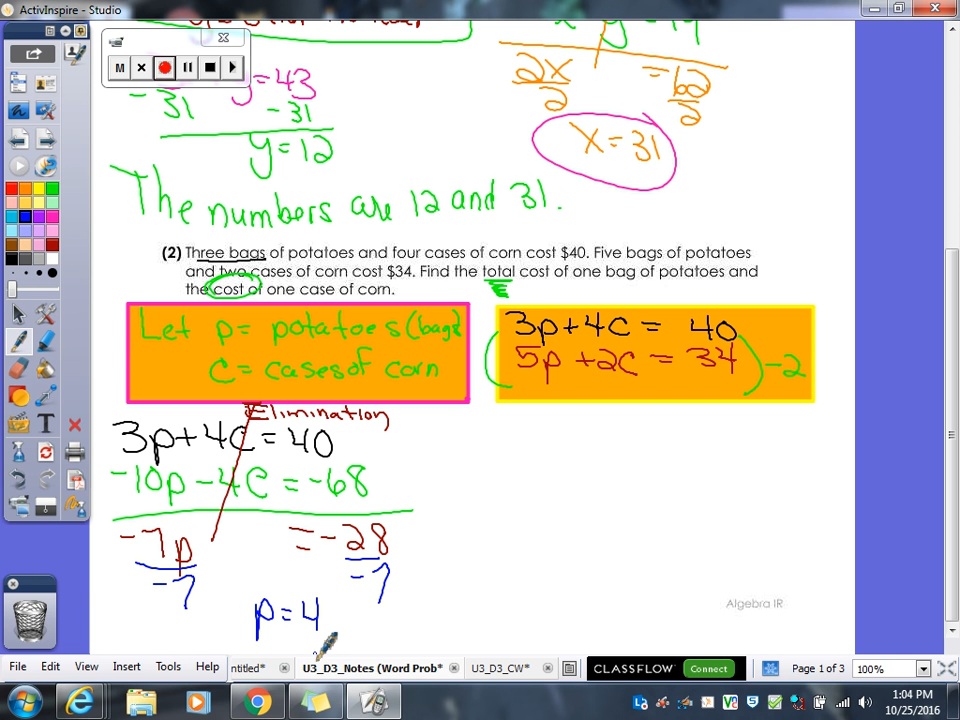 ActivInspire - Studio
x y = 19
2x = 62
2 2
x = 31
y = 43
- 31 - 31
y = 12
The numbers are 12 and 31.
(2) Three bags of potatoes and four cases of corn cost $40. Five bags of potatoes
and two cases of corn cost $34. Find the total cost of one bag of potatoes and
the cost of one case of corn.
Let p = potatoes (bags)
c = cases of corn
3p + 4c = 40
(5p + 2c = 34) -2
Elimination
3p + 4c = 40
-10p - 4c = -68
-7p = -28
-7 -7
p = 4
Algebra IR
File Edit View Insert Tools Help
ntitled* U3_D3_Notes (Word Prob* U3_D3_CW*
CLASSFLOW Connect
Page 1 of 3 100%
1:04 PM
10/25/2016